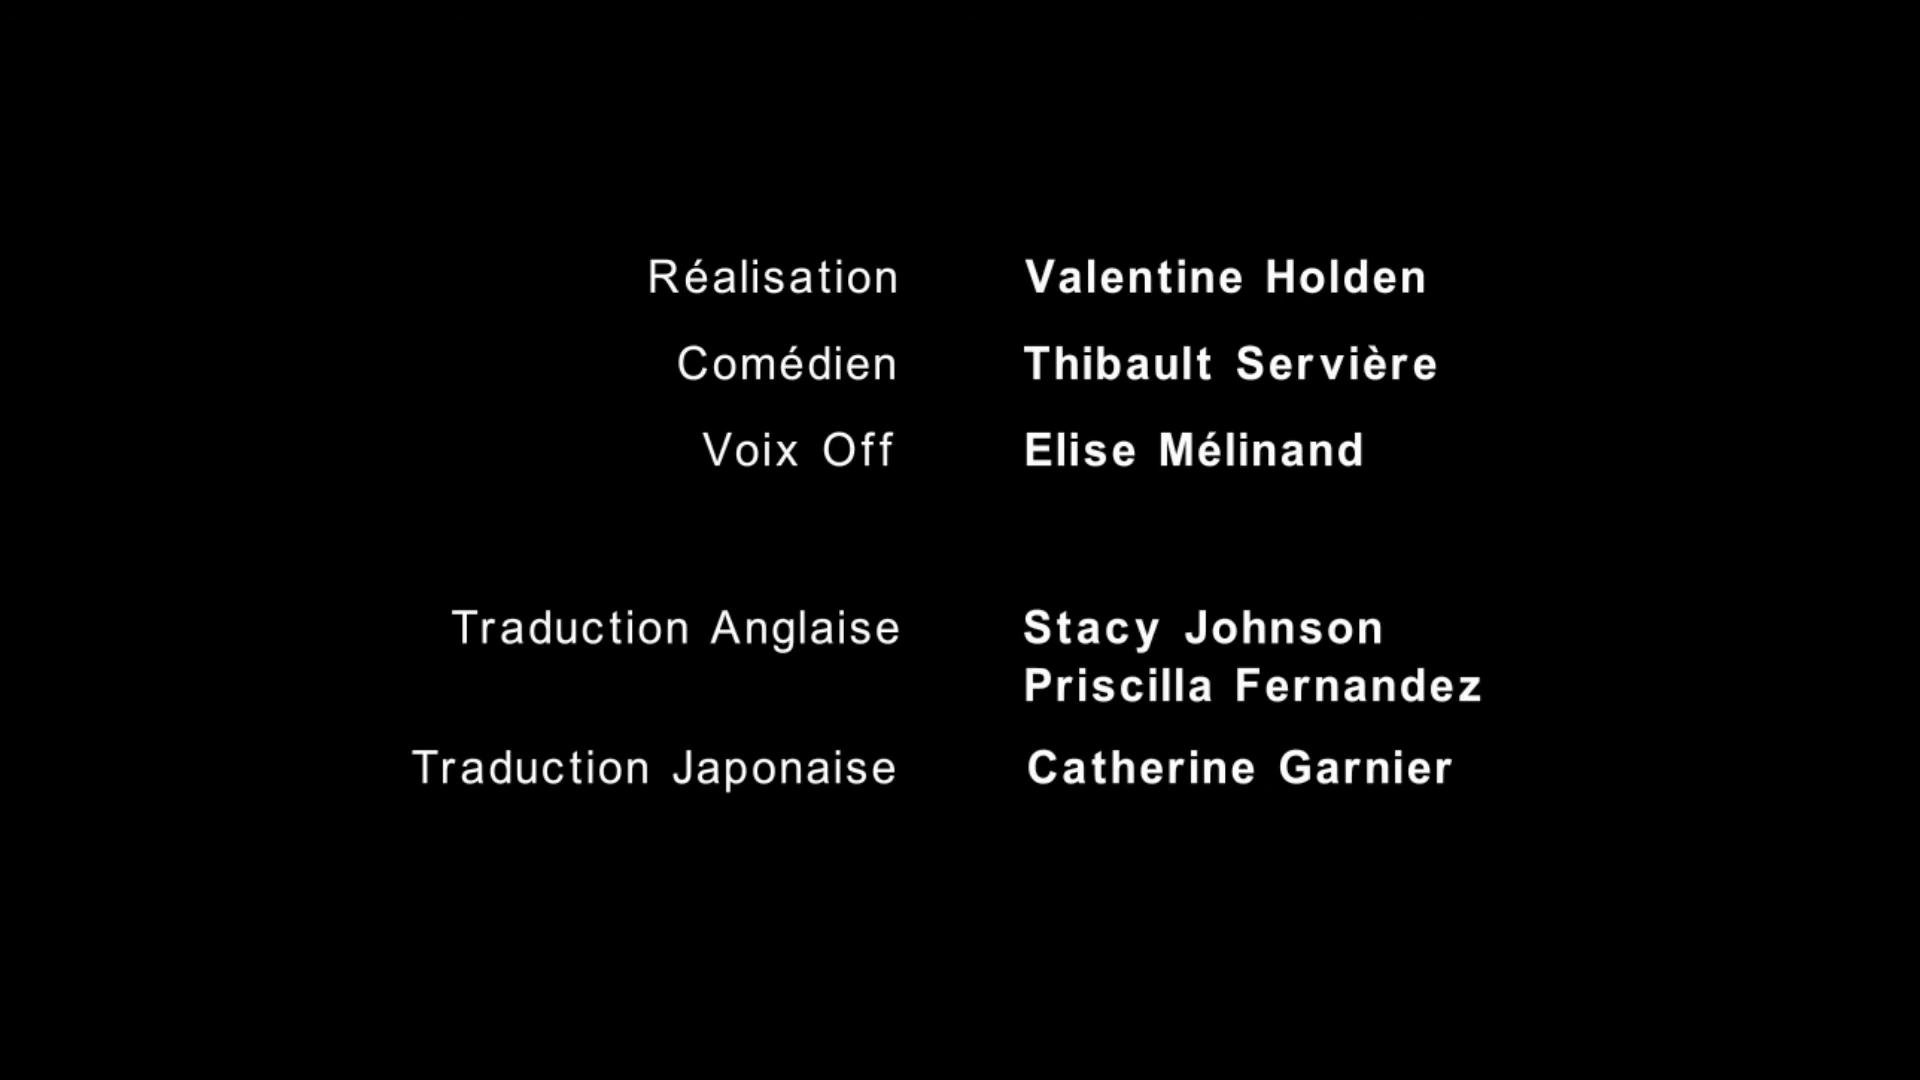 Réalisation Valentine Holden
Comédien Thibault Servière
Voix Off Elise Mélinand
Traduction Anglaise Stacy Johnson
Priscilla Fernandez
Traduction Japonaise Catherine Garnier